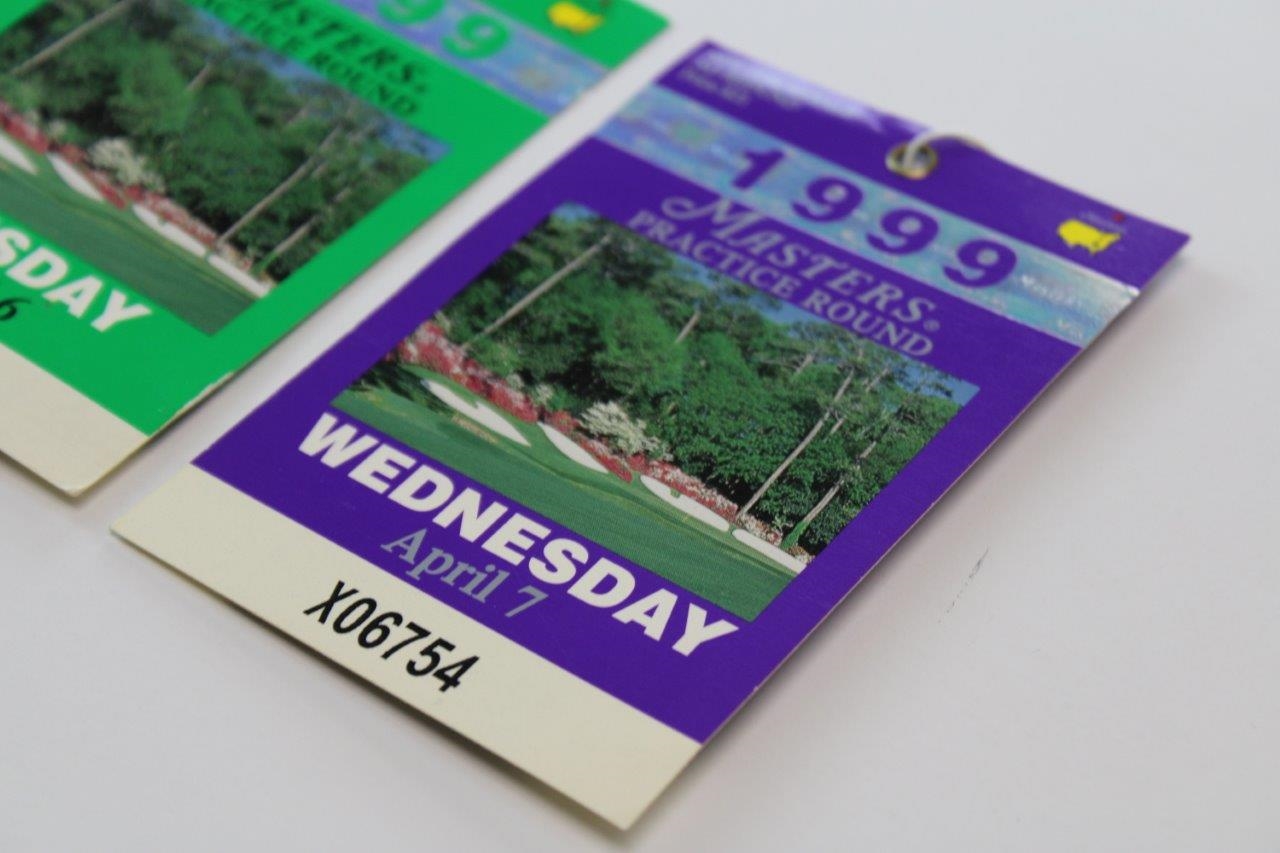 99
MASTERS®
PRACTICE ROUND
SDAY
6
1999
MASTERS®
PRACTICE ROUND
WEDNESDAY
April 7
X06754